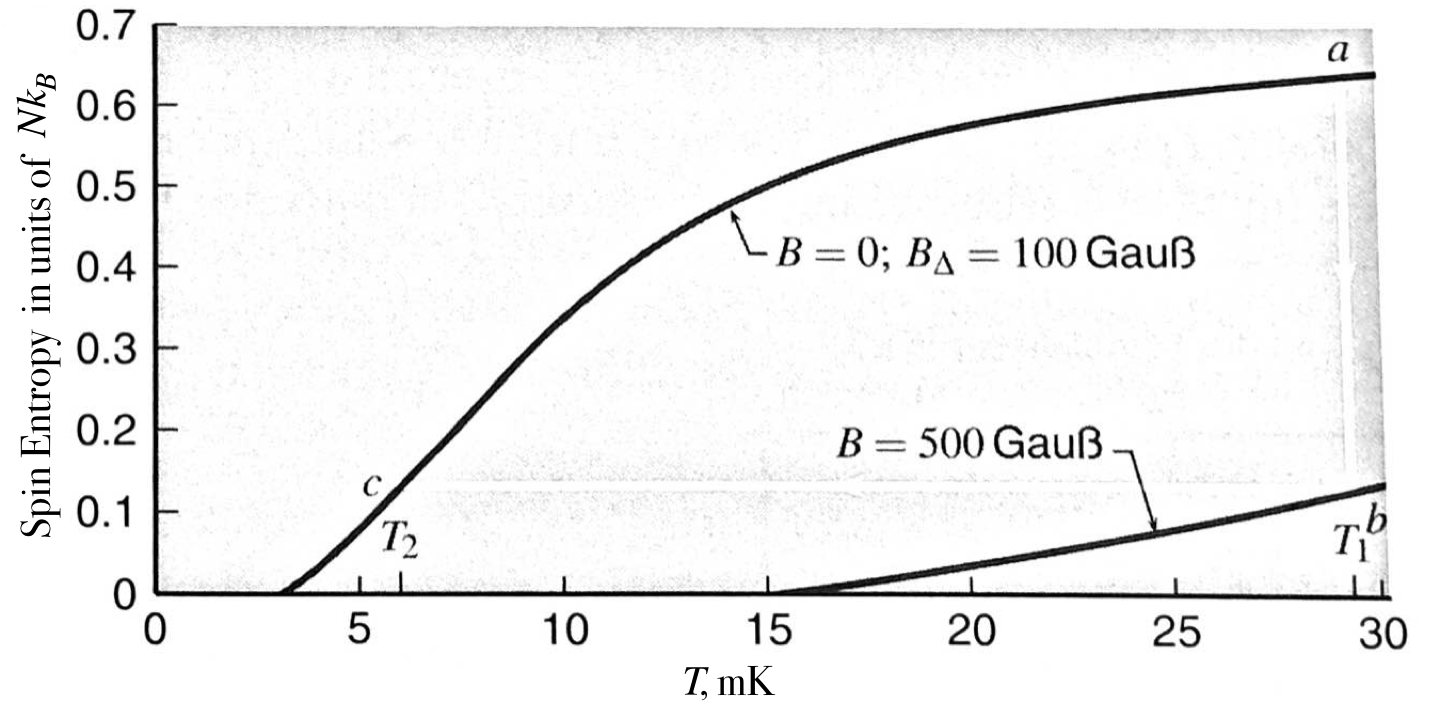 Spin Entropy in units of Nk_B
0.7
0.6
0.5
0.4
0.3
0.2
0.1
0
a
B = 0; B_Δ = 100 Gauß
B = 500 Gauß
c
T_2
b
T_1
0 5 10 15 20 25 30
T, mK